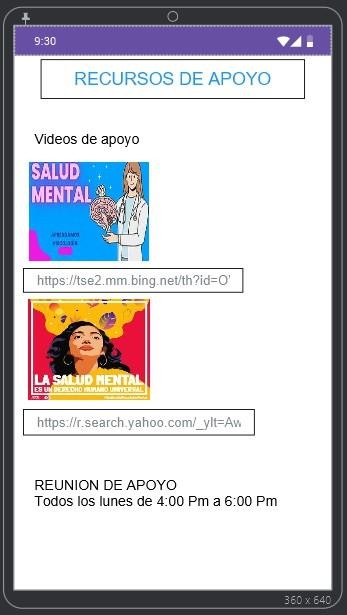 9:30
RECURSOS DE APOYO
Videos de apoyo
SALUD
MENTAL
APRENDAMOS
PSICOLOGÍA
https://tse2.mm.bing.net/th?id=O
LA SALUD MENTAL
ES UN DERECHO HUMANO UNIVERSAL
https://r.search.yahoo.com/_ylt=Aw
REUNION DE APOYO
Todos los lunes de 4:00 Pm a 6:00 Pm
360 x 640